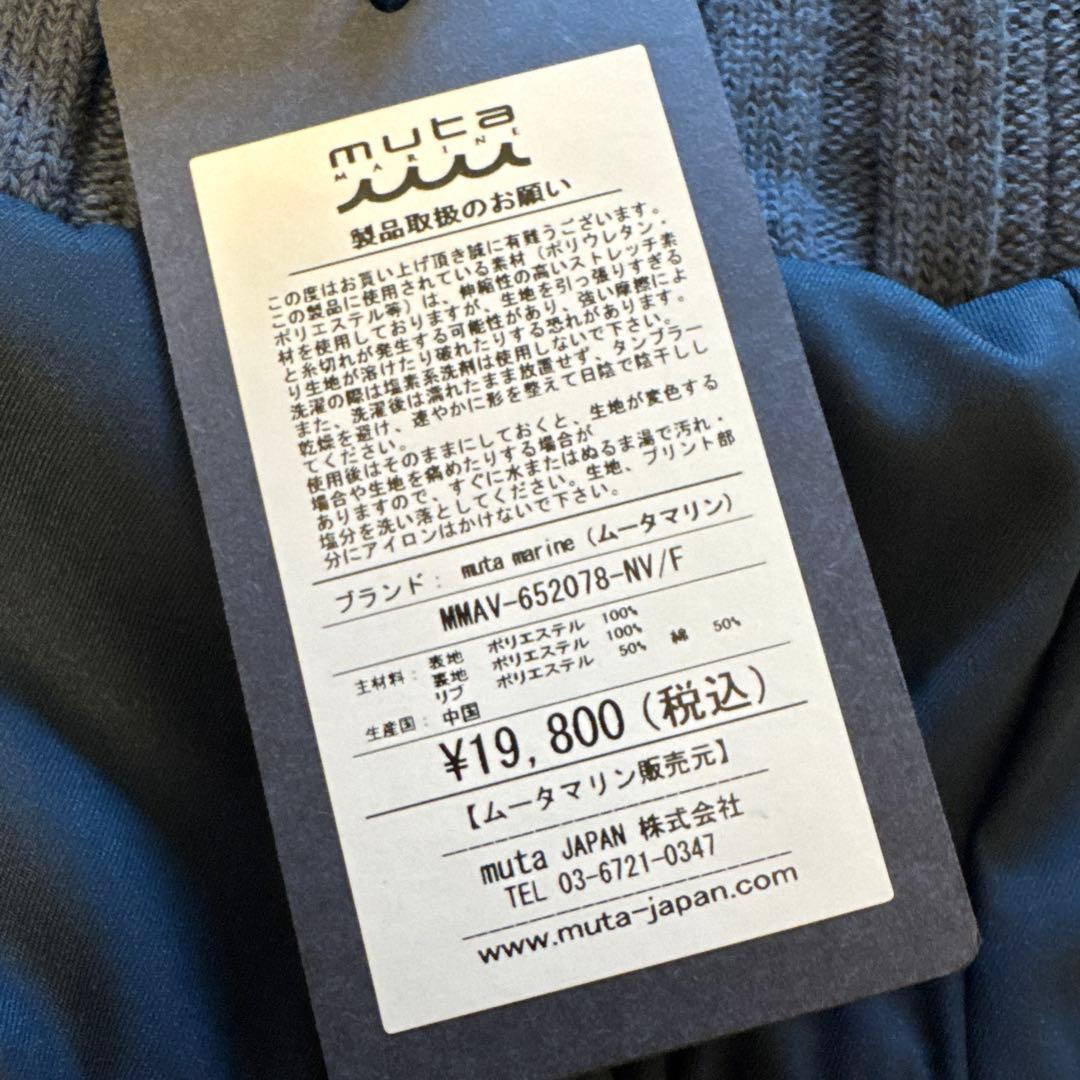 muta
MARINE
製品取扱のお願い
この度はお買い上げ頂き誠に有難うございます。
この製品に使用されている素材（ポリウレタン・
ポリエステル等）は、伸縮性の高いストレッチ素
材を使用しておりますが、生地を引っ張りすぎる
と糸切れが発生する可能性があり、強い摩擦によ
り生地が溶けたり破れたりする恐れがあります。
洗濯の際は塩素系洗剤は使用しないで下さい。
また、洗濯後は濡れたまま放置せず、タンブラー
乾燥を避け、速やかに形を整えて日陰で陰干しし
てください。
使用後はそのままにしておくと、生地が変色する
場合や生地を痛めたりする場合が
ありますので、すぐに水またはぬるま湯で汚れ・
塩分を洗い落としてください。生地、プリント部
分にアイロンはかけないで下さい。
ブランド： muta marine（ムータマリン）
MMAV-652078-NV/F
主材料： 表地 ポリエステル 100%
裏地 ポリエステル 100%
リブ ポリエステル 50% 綿 50%
生産国： 中国
¥19,800（税込）
【ムータマリン販売元】
muta JAPAN 株式会社
TEL 03-6721-0347
www.muta-japan.com